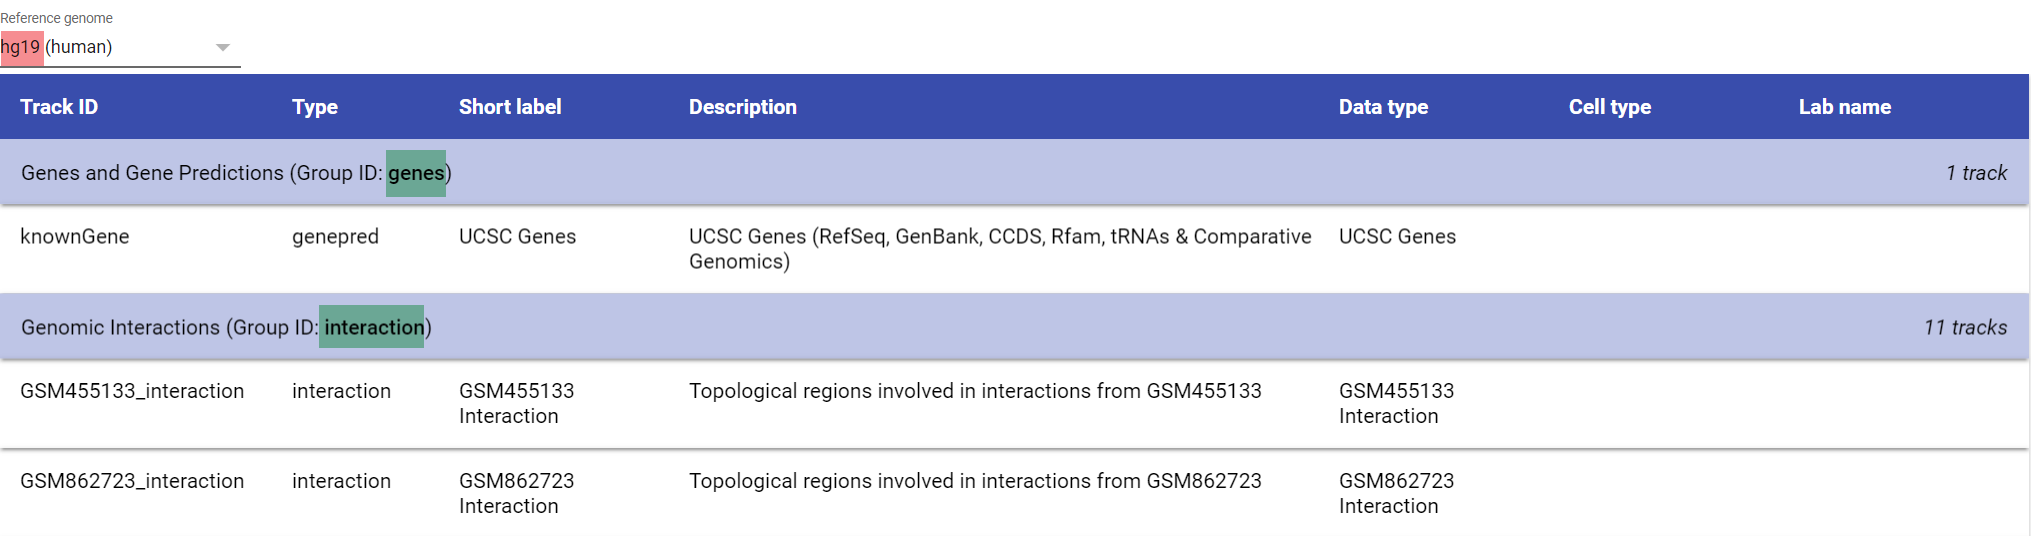 Reference genome
hg19 (human)
Track ID Type Short label Description Data type Cell type Lab name
Genes and Gene Predictions (Group ID: genes) 1 track
knownGene genepred UCSC Genes UCSC Genes (RefSeq, GenBank, CCDS, Rfam, tRNAs & Comparative UCSC Genes
Genomics)
Genomic Interactions (Group ID: interaction) 11 tracks
GSM455133_interaction interaction GSM455133 Topological regions involved in interactions from GSM455133 GSM455133
Interaction Interaction
GSM862723_interaction interaction GSM862723 Topological regions involved in interactions from GSM862723 GSM862723
Interaction Interaction